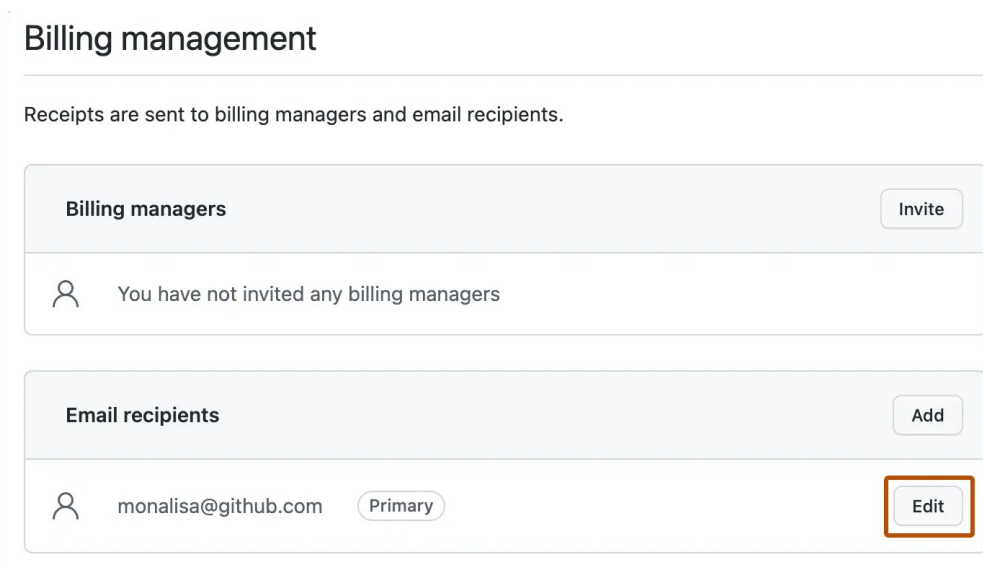 Billing management
Receipts are sent to billing managers and email recipients.
Billing managers
Invite
You have not invited any billing managers
Email recipients
Add
monalisa@github.com
Primary
Edit